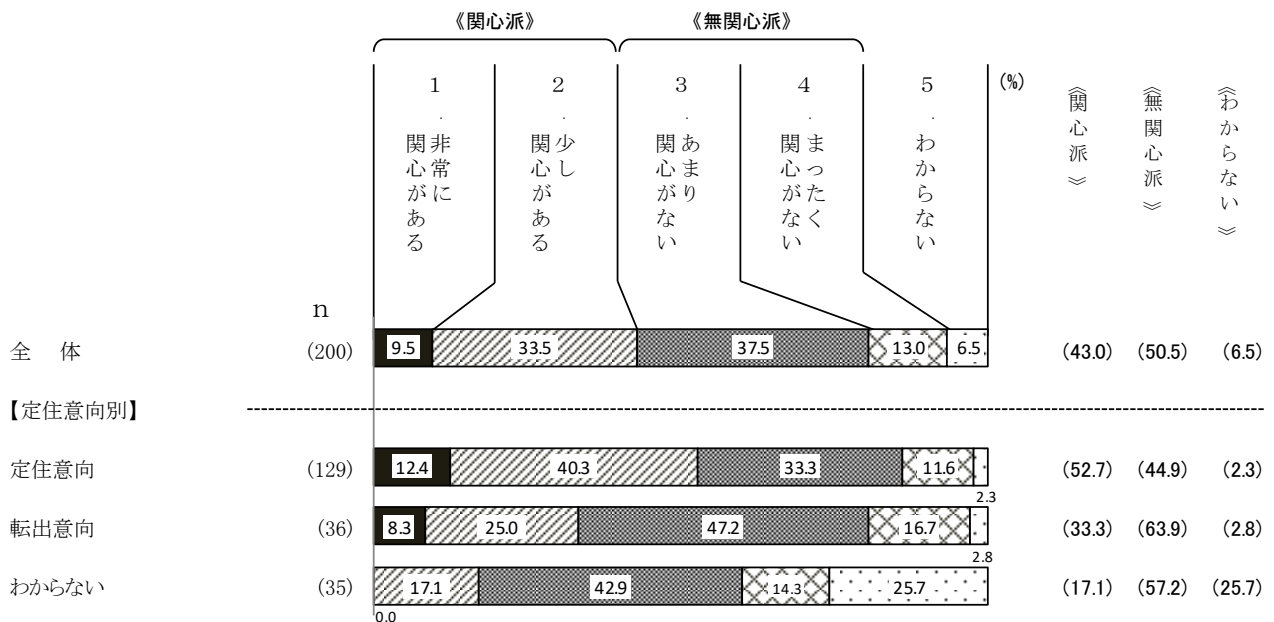 《関心派》 《無関心派》
1.非常に関心がある
2.少し関心がある
3.あまり関心がない
4.まったく関心がない
5.わからない
(%)
《関心派》
《無関心派》
《わからない》
n
全 体 (200) 9.5 33.5 37.5 13.0 6.5 (43.0) (50.5) (6.5)
【定住意向別】
定住意向 (129) 12.4 40.3 33.3 11.6 2.3 (52.7) (44.9) (2.3)
転出意向 (36) 8.3 25.0 47.2 16.7 2.8 (33.3) (63.9) (2.8)
わからない (35) 0.0 17.1 42.9 14.3 25.7 (17.1) (57.2) (25.7)